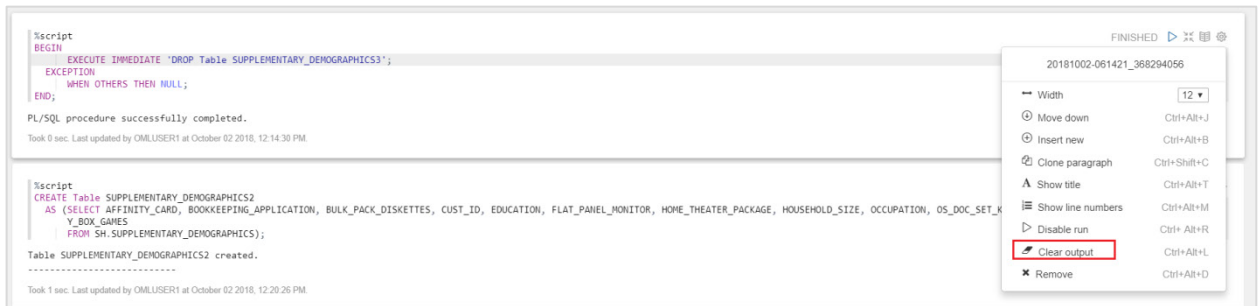 %script
FINISHED
BEGIN
EXECUTE IMMEDIATE 'DROP Table SUPPLEMENTARY_DEMOGRAPHICS3';
EXCEPTION
WHEN OTHERS THEN NULL;
END;
PL/SQL procedure successfully completed.
Took 0 sec. Last updated by OMLUSER1 at October 02 2018, 12:14:30 PM.
20181002-061421_368294056
Width 12
Move down Ctrl+Alt+J
Insert new Ctrl+Alt+B
Clone paragraph Ctrl+Shift+C
Show title Ctrl+Alt+T
Show line numbers Ctrl+Alt+M
Disable run Ctrl+ Alt+R
Clear output Ctrl+Alt+L
Remove Ctrl+Alt+D
%script
CREATE Table SUPPLEMENTARY_DEMOGRAPHICS2
AS (SELECT AFFINITY_CARD, BOOKKEEPING_APPLICATION, BULK_PACK_DISKETTES, CUST_ID, EDUCATION, FLAT_PANEL_MONITOR, HOME_THEATER_PACKAGE, HOUSEHOLD_SIZE, OCCUPATION, OS_DOC_SET_K
Y_BOX_GAMES
FROM SH.SUPPLEMENTARY_DEMOGRAPHICS);
Table SUPPLEMENTARY_DEMOGRAPHICS2 created.
---------------------------
Took 1 sec. Last updated by OMLUSER1 at October 02 2018, 12:20:26 PM.